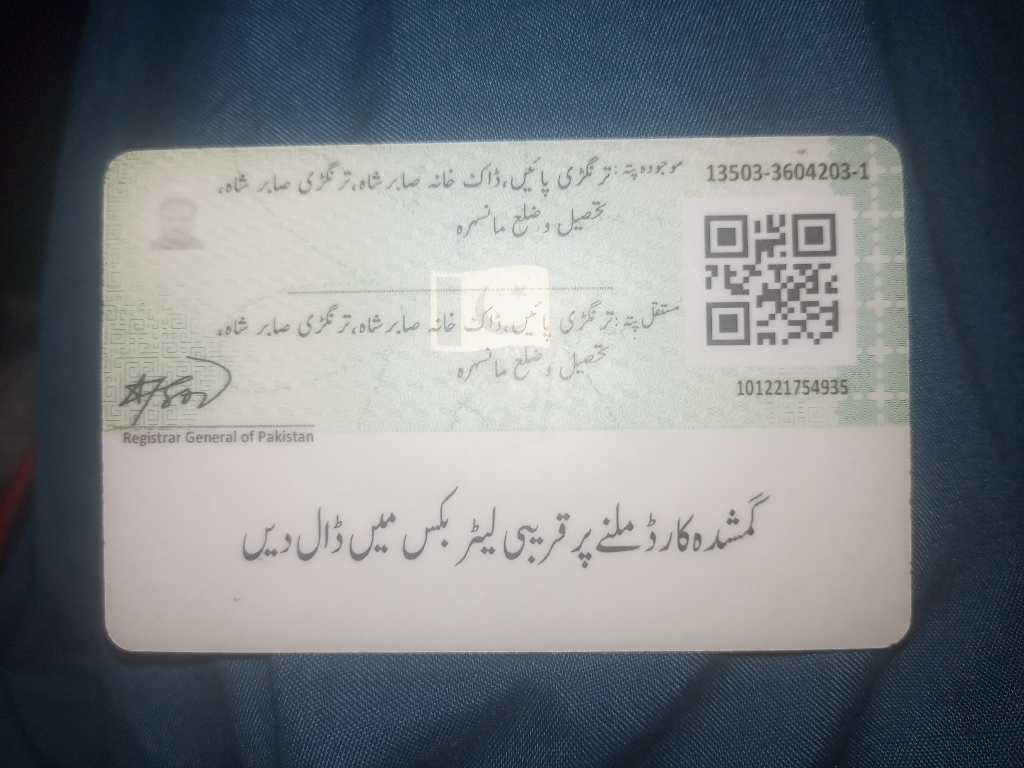 13503-3604203-1
موجودہ پتہ: ترنگڑی پائیں، ڈاک خانہ صابر شاہ، ترنگڑی صابر شاہ،
تحصیل و ضلع مانسہرہ
مستقل پتہ: ترنگڑی پائیں، ڈاک خانہ صابر شاہ، ترنگڑی صابر شاہ،
تحصیل و ضلع مانسہرہ
101221754935
Registrar General of Pakistan
گمشدہ کارڈ ملنے پر قریبی لیٹر بکس میں ڈال دیں